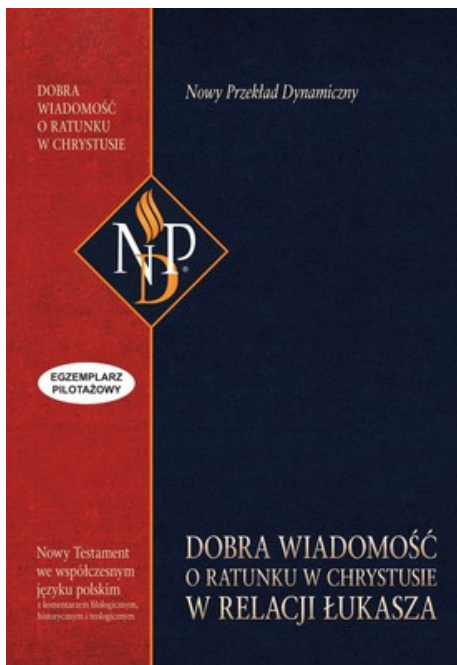 DOBRA
WIADOMOŚĆ
O RATUNKU
W CHRYSTUSIE
Nowy Przekład Dynamiczny
NPD®
EGZEMPLARZ
PILOTAŻOWY
Nowy Testament
we współczesnym
języku polskim
z komentarzem filologicznym,
historycznym i teologicznym
DOBRA WIADOMOŚĆ
O RATUNKU W CHRYSTUSIE
W RELACJI ŁUKASZA